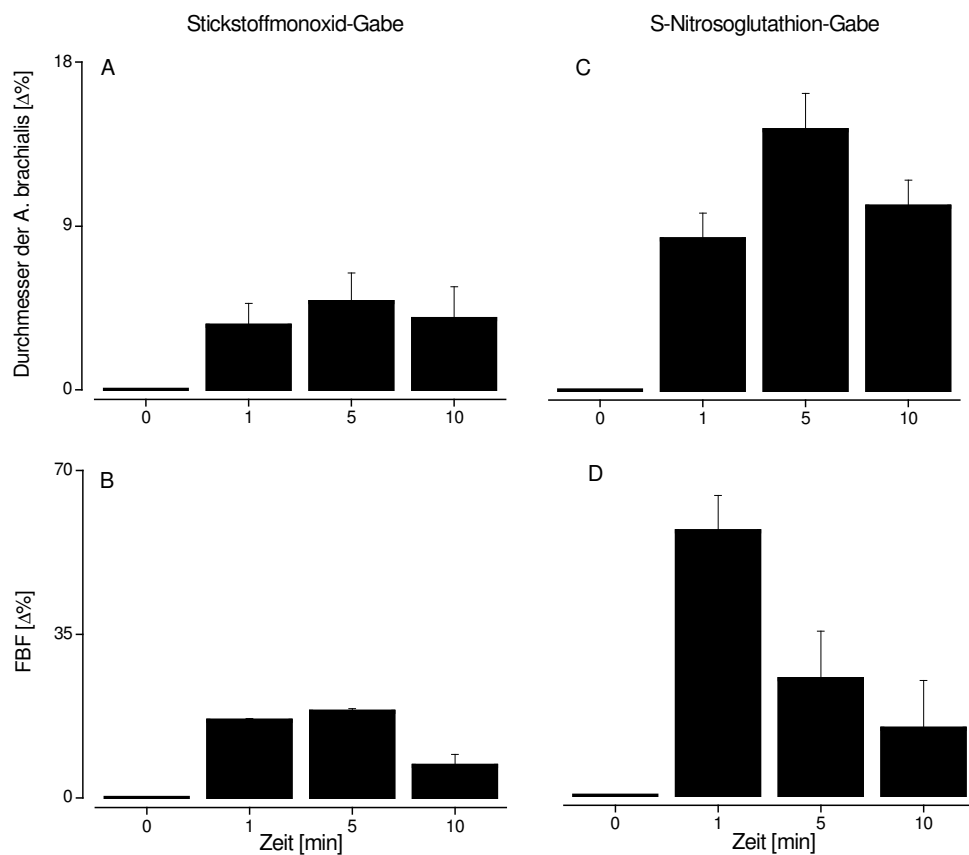 Stickstoffmonoxid-Gabe
S-Nitrosoglutathion-Gabe
A
C
Durchmesser der A. brachialis [Δ%]
18
9
0
0 1 5 10
0 1 5 10
B
D
FBF [Δ%]
70
35
0
0 1 5 10
0 1 5 10
Zeit [min]
Zeit [min]